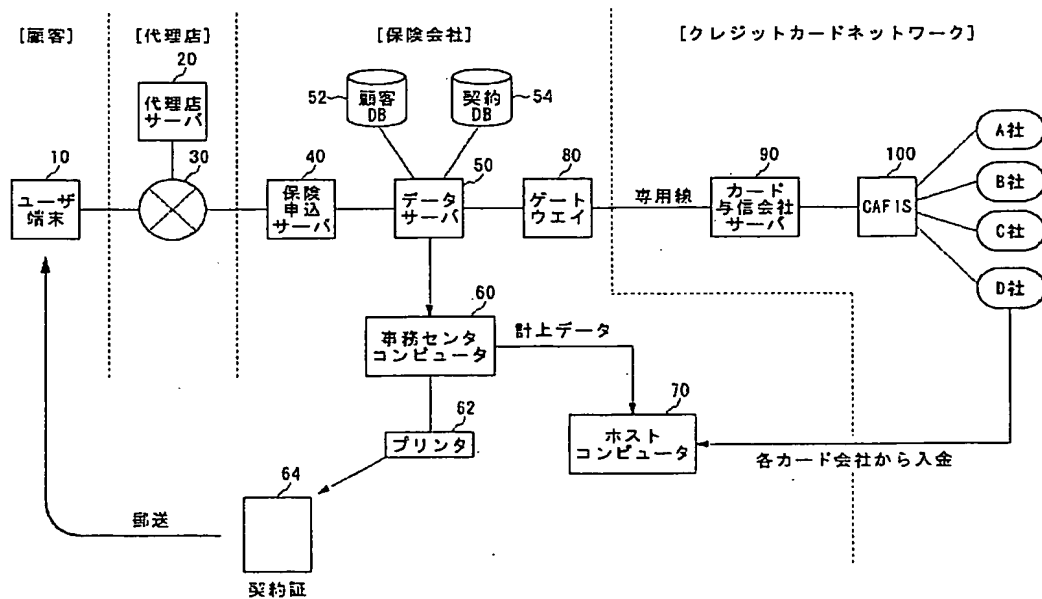 [顧客]
[代理店]
[保険会社]
[クレジットカードネットワーク]
20
代理店
サーバ
52
顧客
DB
契約
DB
54
10
ユーザ
端末
30
40
保険
申込
サーバ
50
データ
サーバ
80
ゲート
ウエイ
専用線
90
カード
与信会社
サーバ
100
CAFIS
A社
B社
C社
D社
60
事務センタ
コンピュータ
計上データ
62
プリンタ
70
ホスト
コンピュータ
各カード会社から入金
64
郵送
契約証